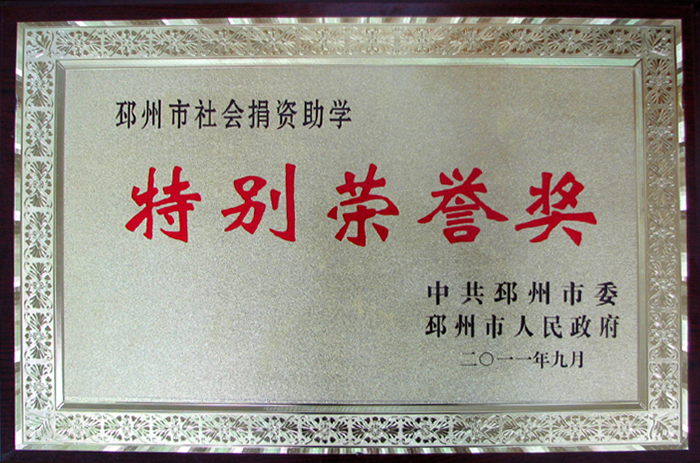 邳州市社会捐资助学
特别荣誉奖
中共邳州市委
邳州市人民政府
二〇一一年九月